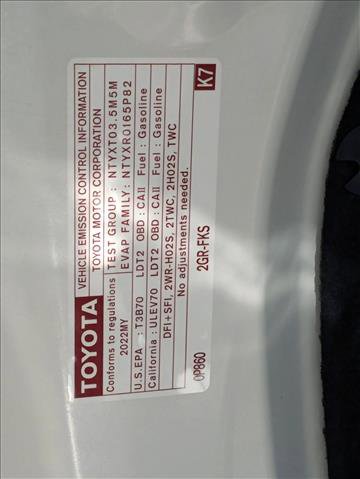 TOYOTA
VEHICLE EMISSION CONTROL INFORMATION
TOYOTA MOTOR CORPORATION
K7
Conforms to regulations
2022MY
TEST GROUP : NTYXT03.5M5M
EVAP FAMILY: NTYXR0165P82
U.S.EPA : T3B70 LDT2 OBD : CAII Fuel : Gasoline
California : ULEV70 LDT2 OBD : CAII Fuel : Gasoline
DFI+SFI, 2WR-HO2S, 2TWC, 2HO2S, TWC
No adjustments needed.
0P860
2GR-FKS